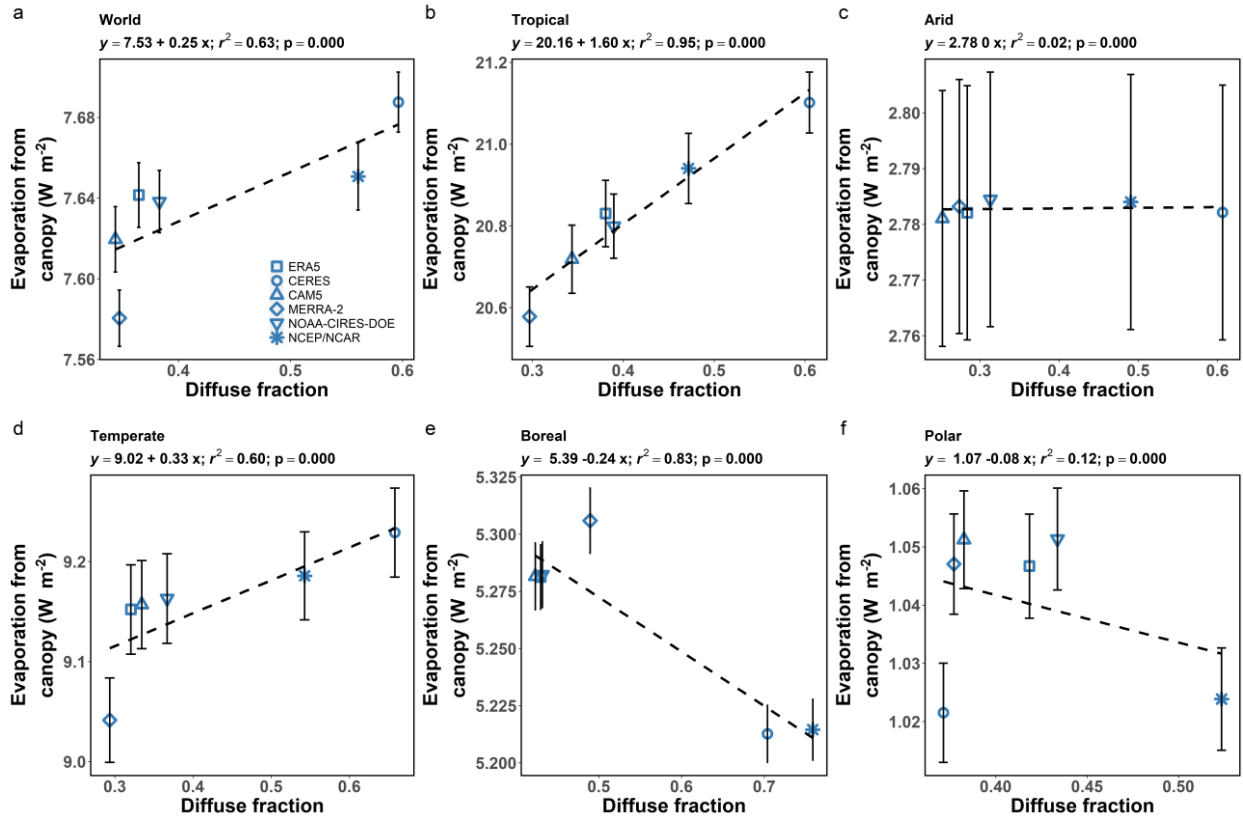 a
World
y = 7.53 + 0.25 x; r² = 0.63; p = 0.000
Evaporation from
canopy (W m⁻²)
7.68
7.64
7.60
7.56
ERA5
CERES
CAM5
MERRA-2
NOAA-CIRES-DOE
NCEP/NCAR
0.4
0.5
0.6
Diffuse fraction
b
Tropical
y = 20.16 + 1.60 x; r² = 0.95; p = 0.000
Evaporation from
canopy (W m⁻²)
21.2
21.0
20.8
20.6
0.3
0.4
0.5
0.6
Diffuse fraction
c
Arid
y = 2.78 0 x; r² = 0.02; p = 0.000
Evaporation from
canopy (W m⁻²)
2.80
2.79
2.78
2.77
2.76
0.3
0.4
0.5
0.6
Diffuse fraction
d
Temperate
y = 9.02 + 0.33 x; r² = 0.60; p = 0.000
Evaporation from
canopy (W m⁻²)
9.2
9.1
9.0
0.3
0.4
0.5
0.6
Diffuse fraction
e
Boreal
y = 5.39 -0.24 x; r² = 0.83; p = 0.000
Evaporation from
canopy (W m⁻²)
5.325
5.300
5.275
5.250
5.225
5.200
0.5
0.6
0.7
Diffuse fraction
f
Polar
y = 1.07 -0.08 x; r² = 0.12; p = 0.000
Evaporation from
canopy (W m⁻²)
1.06
1.05
1.04
1.03
1.02
0.40
0.45
0.50
Diffuse fraction